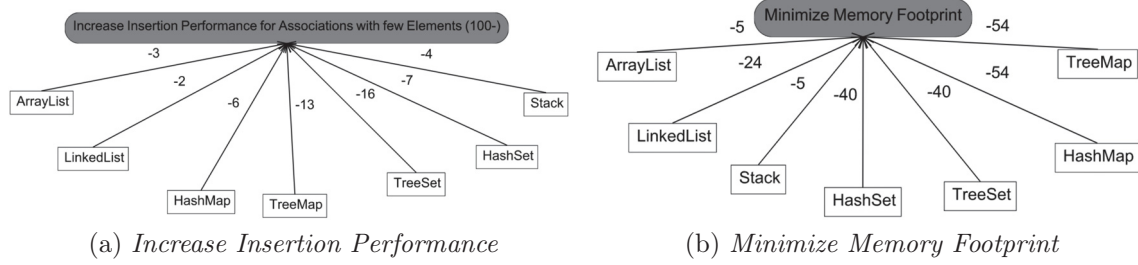 Increase Insertion Performance for Associations with few Elements (100-)
-3
-4
-2
-7
-6
-13
-16
ArrayList
Stack
LinkedList
HashSet
TreeSet
HashMap
TreeMap
(a) Increase Insertion Performance
Minimize Memory Footprint
-5
-54
ArrayList
-24
-54
TreeMap
-5
-40
-40
LinkedList
HashMap
Stack
HashSet
TreeSet
(b) Minimize Memory Footprint